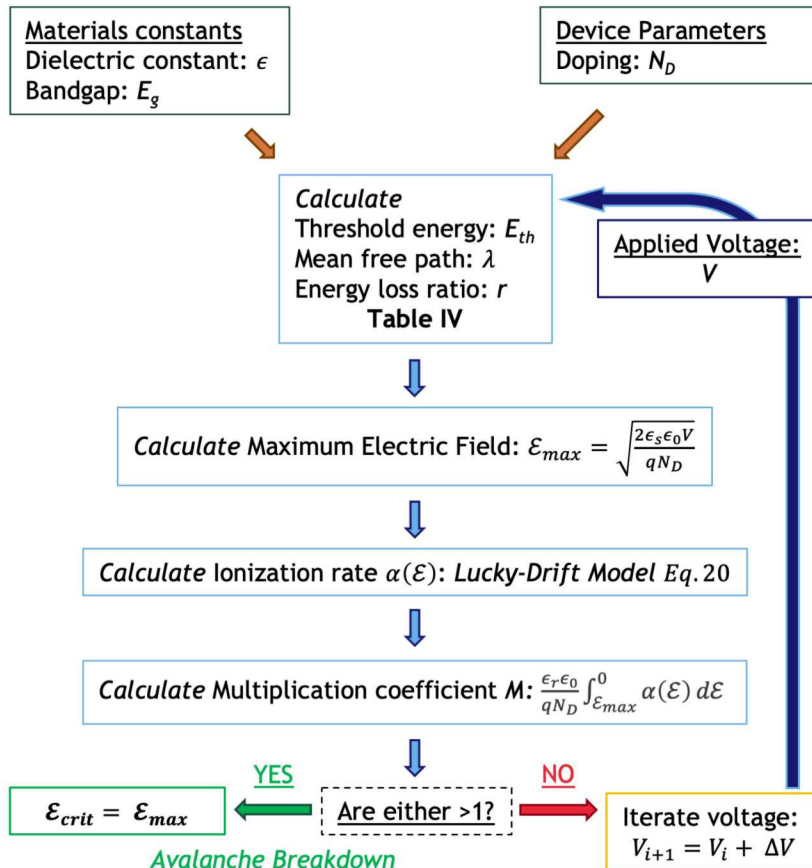 Materials constants
Dielectric constant: ϵ
Bandgap: E_g
Device Parameters
Doping: N_D
Calculate
Threshold energy: E_th
Mean free path: λ
Energy loss ratio: r
Table IV
Applied Voltage:
V
Calculate Maximum Electric Field: ℰ_max = √(2ϵ_sϵ_0V / qN_D)
Calculate Ionization rate α(ℰ): Lucky-Drift Model Eq.20
Calculate Multiplication coefficient M: ϵ_rϵ_0 / qN_D ∫_{ℰ_max}^{0} α(ℰ) dℰ
YES
NO
ℰ_crit = ℰ_max
Are either >1?
Iterate voltage:
V_{i+1} = V_i + ΔV
Avalanche Breakdown